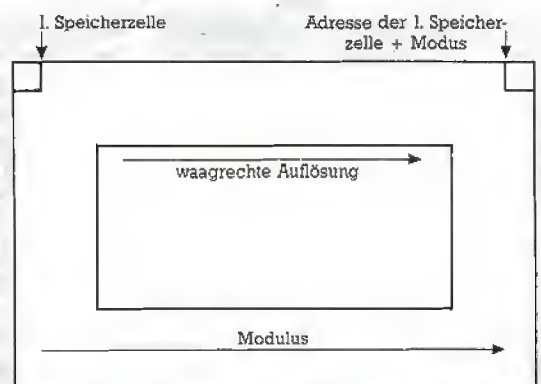 1. Speicherzelle
Adresse der 1. Speicher-
zelle + Modus
waagrechte Auflösung
Modulus